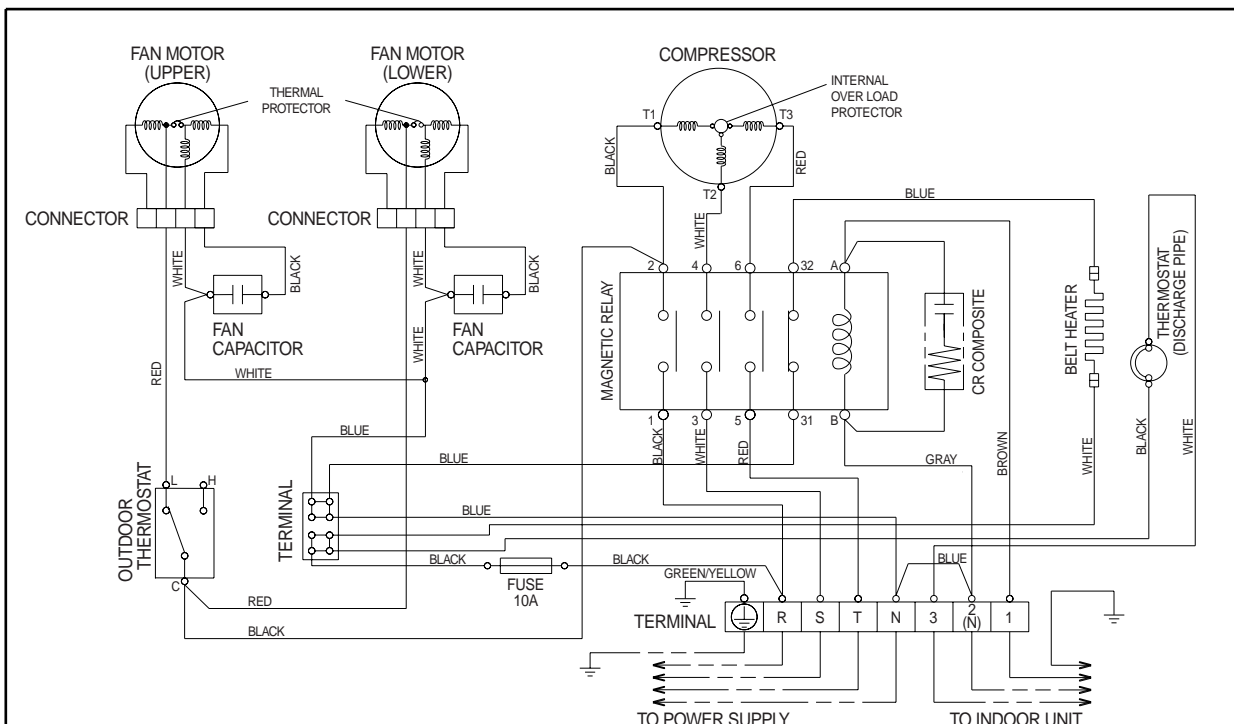 FAN MOTOR
(UPPER)
FAN MOTOR
(LOWER)
COMPRESSOR
THERMAL
PROTECTOR
INTERNAL
OVER LOAD
PROTECTOR
T1
T3
T2
BLACK
RED
WHITE
BLUE
CONNECTOR
CONNECTOR
WHITE
BLACK
WHITE
BLACK
2
4
6
32
A
FAN
CAPACITOR
FAN
CAPACITOR
RED
WHITE
WHITE
MAGNETIC RELAY
CR COMPOSITE
BELT HEATER
THERMOSTAT
(DISCHARGE PIPE)
1
3
5
31
B
BLACK
WHITE
RED
GRAY
BROWN
WHITE
BLACK
WHITE
BLUE
BLUE
L
H
OUTDOOR
THERMOSTAT
C
TERMINAL
BLUE
BLACK
FUSE
10A
BLACK
GREEN/YELLOW
BLUE
RED
BLACK
TERMINAL
R
S
T
N
3
2
(N)
1
TO POWER SUPPLY
TO INDOOR UNIT